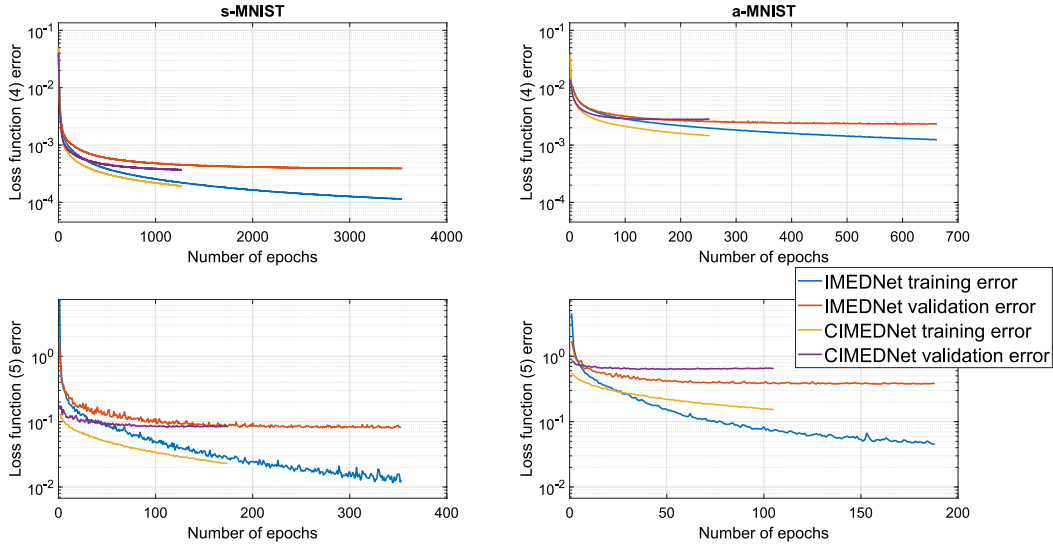 s-MNIST
Loss function (4) error
10^-1
10^-2
10^-3
10^-4
0 1000 2000 3000 4000
Number of epochs
a-MNIST
Loss function (4) error
10^-1
10^-2
10^-3
10^-4
0 100 200 300 400 500 600 700
Number of epochs
Loss function (5) error
10^0
10^-1
10^-2
0 100 200 300 400
Number of epochs
Loss function (5) error
10^0
10^-1
10^-2
0 50 100 150 200
Number of epochs
IMEDNet training error
IMEDNet validation error
CIMEDNet training error
CIMEDNet validation error